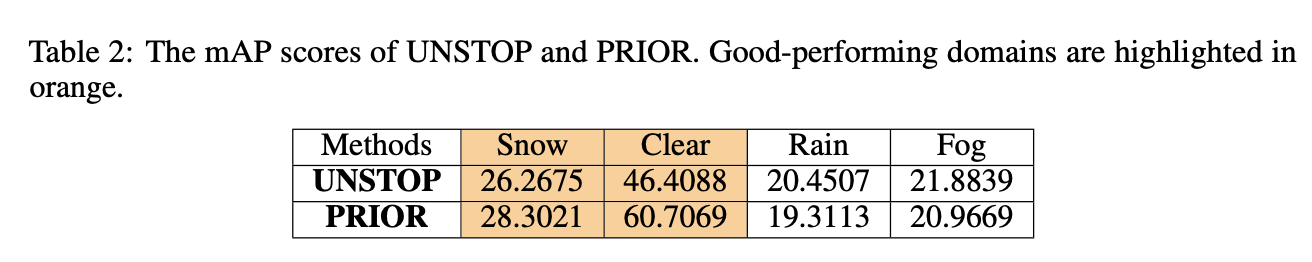 Table 2: The mAP scores of UNSTOP and PRIOR. Good-performing domains are highlighted in
orange.
Methods Snow Clear Rain Fog
UNSTOP 26.2675 46.4088 20.4507 21.8839
PRIOR 28.3021 60.7069 19.3113 20.9669